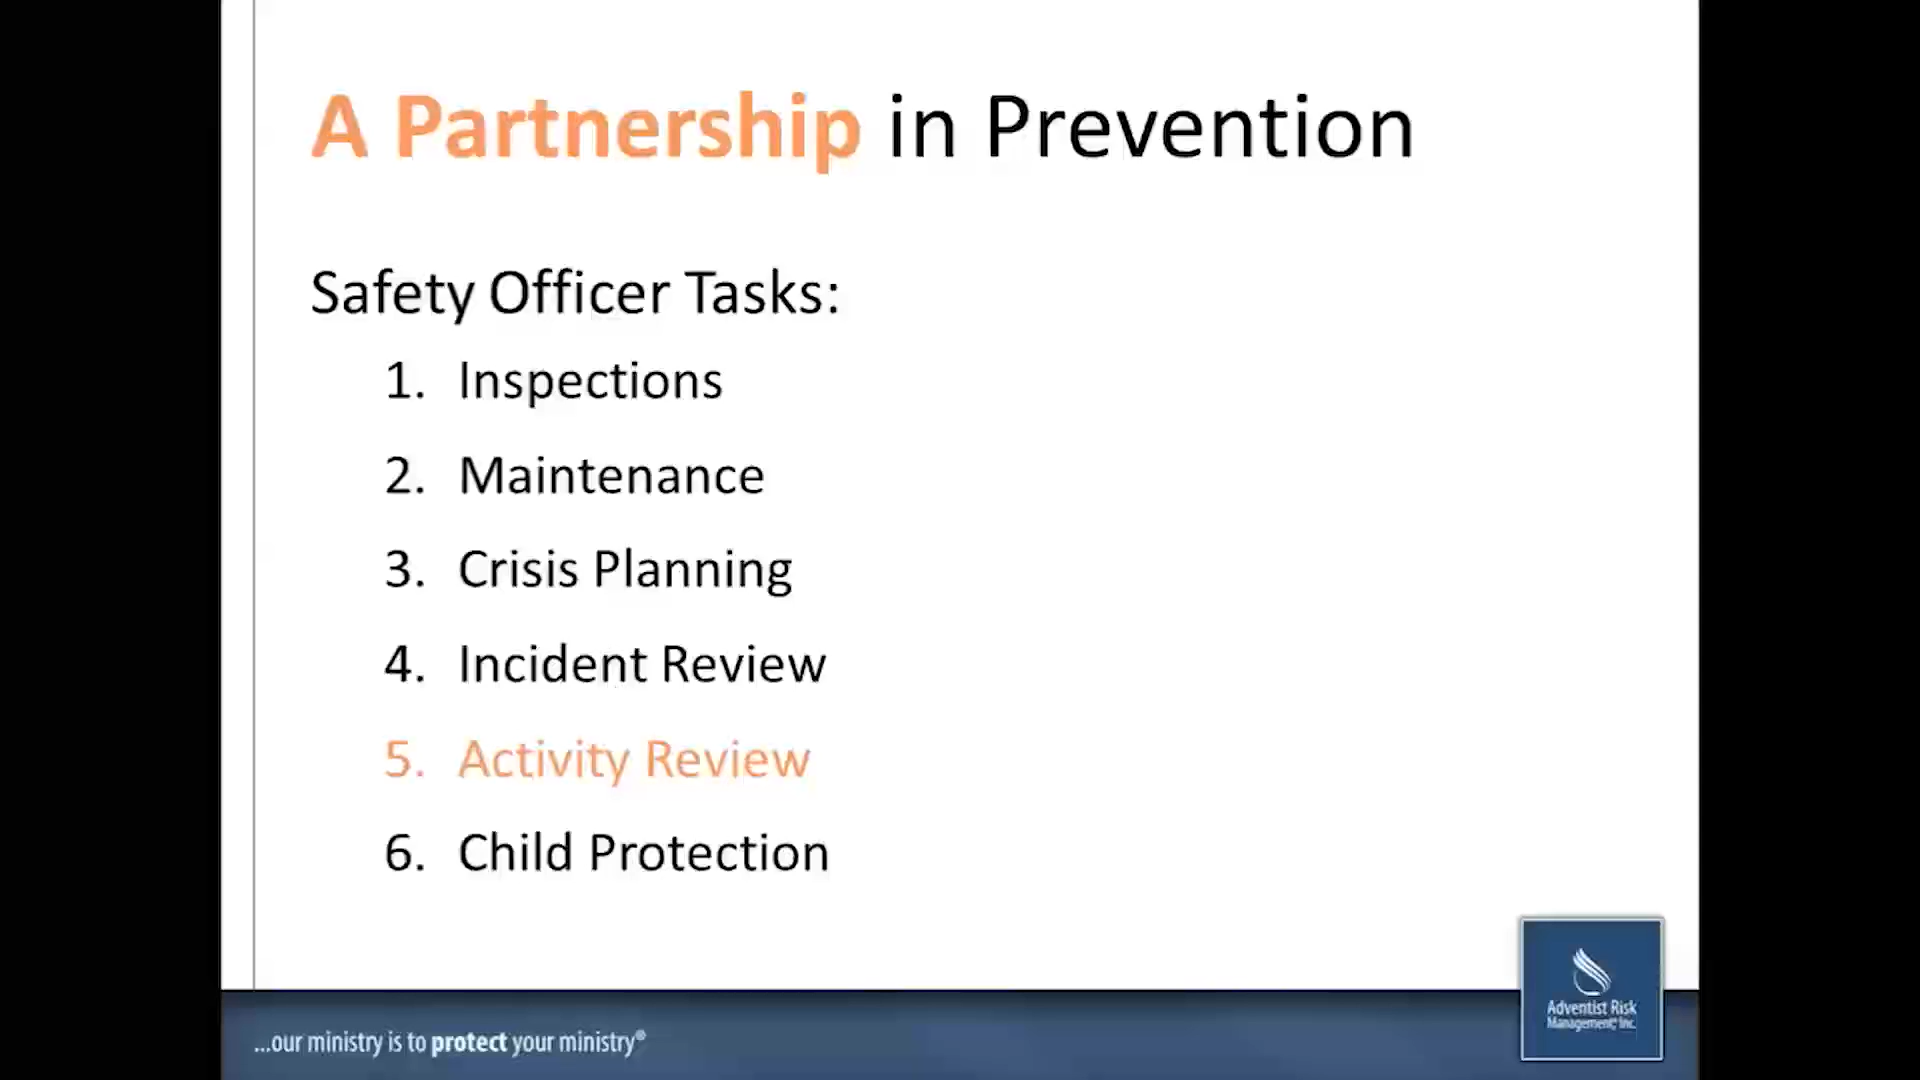 A Partnership in Prevention
Safety Officer Tasks:
1. Inspections
2. Maintenance
3. Crisis Planning
4. Incident Review
5. Activity Review
6. Child Protection
Adventist Risk
Management® Inc.
...our ministry is to protect your ministry®